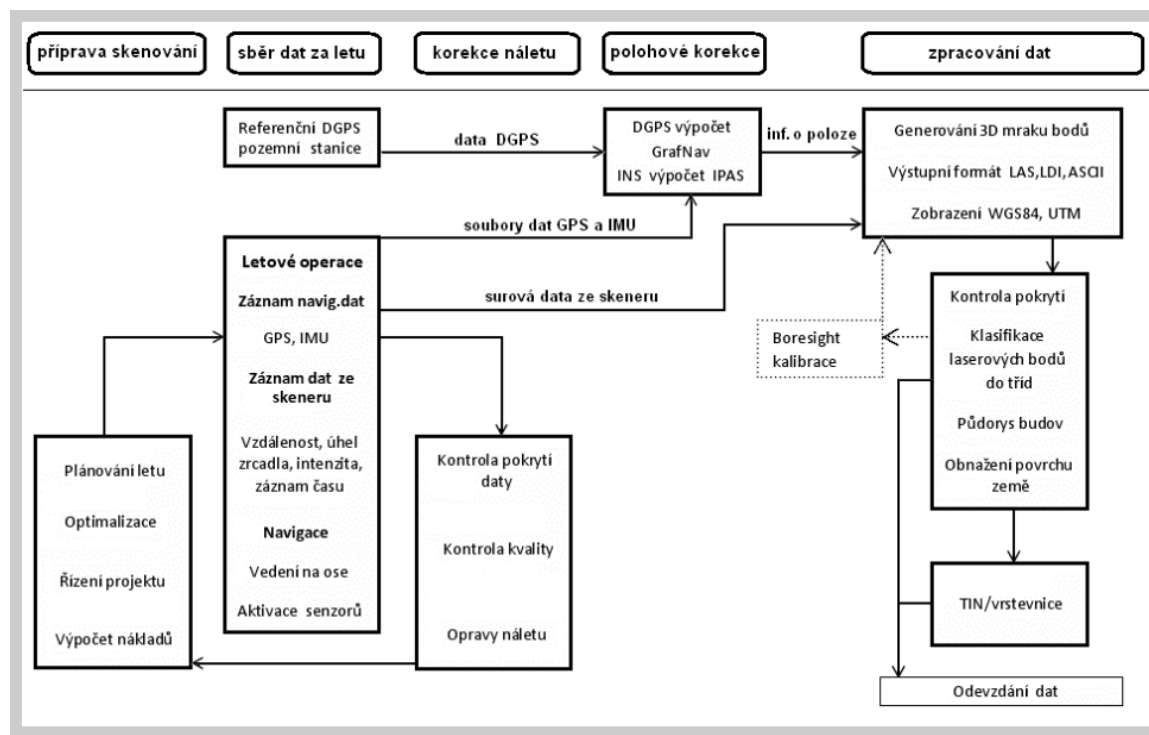 příprava skenování
sběr dat za letu
korekce náletu
polohové korekce
zpracování dat
Referenční DGPS
pozemní stanice
data DGPS
DGPS výpočet
GrafNav
INS výpočet IPAS
inf. o poloze
Generování 3D mraku bodů
Výstupní formát LAS,LDI,ASCII
Zobrazení WGS84, UTM
soubory dat GPS a IMU
surová data ze skeneru
Letové operace
Záznam navig.dat
GPS, IMU
Záznam dat ze
skeneru
Vzdálenost, úhel
zrcadla, intenzita,
záznam času
Navigace
Vedení na ose
Aktivace senzorů
Plánování letu
Optimalizace
Řízení projektu
Výpočet nákladů
Kontrola pokrytí
daty
Kontrola kvality
Opravy náletu
Boresight
kalibrace
Kontrola pokrytí
Klasifikace
laserových bodů
do tříd
Půdorys budov
Obnažení povrchu
země
TIN/vrstevnice
Odevzdání dat